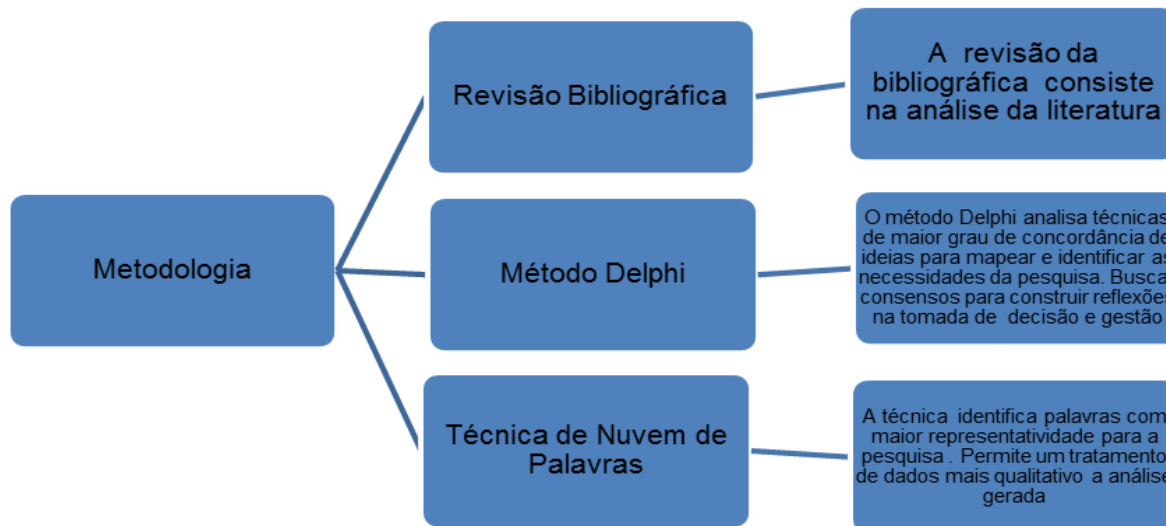 Metodologia
Revisão Bibliográfica
A revisão da
bibliográfica consiste
na análise da literatura
Método Delphi
O método Delphi analisa técnicas
de maior grau de concordância de
ideias para mapear e identificar as
necessidades da pesquisa. Busca
consensos para construir reflexões
na tomada de decisão e gestão
Técnica de Nuvem de
Palavras
A técnica identifica palavras com
maior representatividade para a
pesquisa . Permite um tratamento
de dados mais qualitativo a análise
gerada